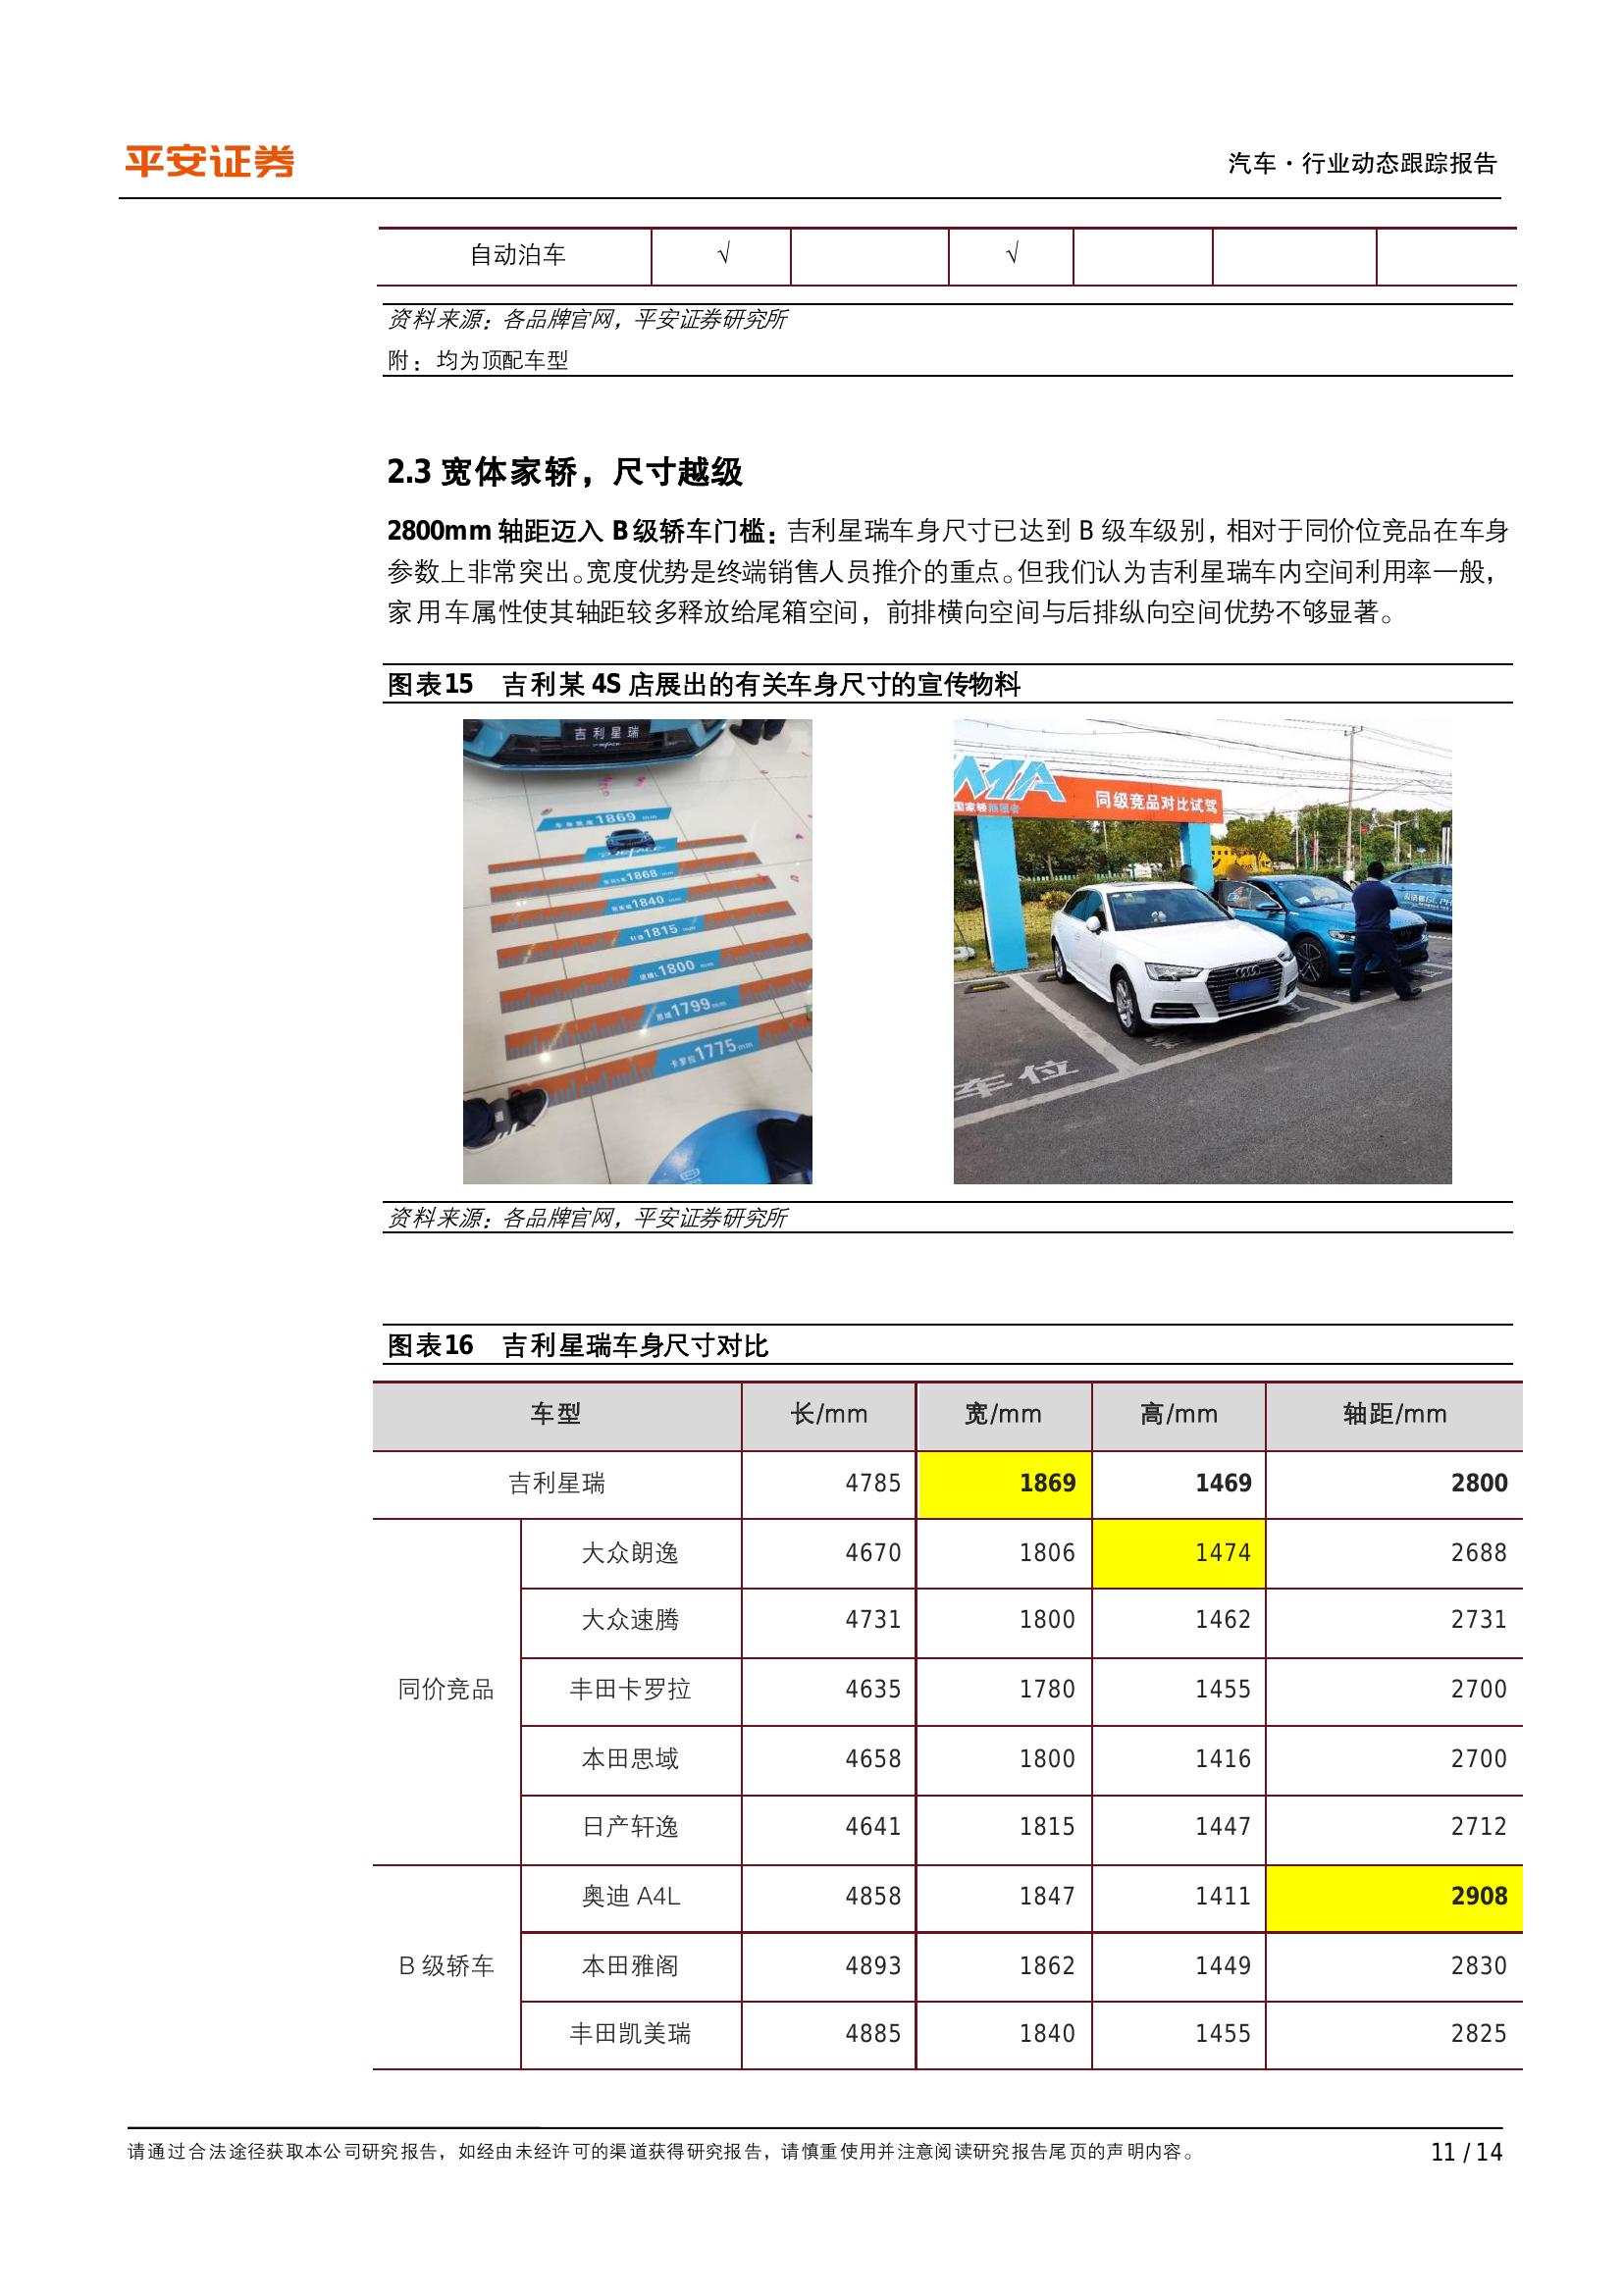 平安证券
汽车·行业动态跟踪报告
自动泊车 √ √
资料来源：各品牌官网，平安证券研究所
附：均为顶配车型
2.3 宽体家轿，尺寸越级
2800mm 轴距迈入 B 级轿车门槛：吉利星瑞车身尺寸已达到 B 级车级别，相对于同价位竞品在车身
参数上非常突出。宽度优势是终端销售人员推介的重点。但我们认为吉利星瑞车内空间利用率一般，
家用车属性使其轴距较多释放给尾箱空间，前排横向空间与后排纵向空间优势不够显著。
图表15 吉利某 4S 店展出的有关车身尺寸的宣传物料
吉利星瑞
1869 mm
1868 mm
1840 mm
1815 mm
1800 mm
1799 mm
卡罗拉1775 mm
MA
同级竞品对比试驾
车位
资料来源：各品牌官网，平安证券研究所
图表16 吉利星瑞车身尺寸对比
车型 长/mm 宽/mm 高/mm 轴距/mm
吉利星瑞 4785 1869 1469 2800
大众朗逸 4670 1806 1474 2688
大众速腾 4731 1800 1462 2731
同价竞品 丰田卡罗拉 4635 1780 1455 2700
本田思域 4658 1800 1416 2700
日产轩逸 4641 1815 1447 2712
奥迪 A4L 4858 1847 1411 2908
B 级轿车 本田雅阁 4893 1862 1449 2830
丰田凯美瑞 4885 1840 1455 2825
请通过合法途径获取本公司研究报告，如经由未经许可的渠道获得研究报告，请慎重使用并注意阅读研究报告尾页的声明内容。
11 / 14